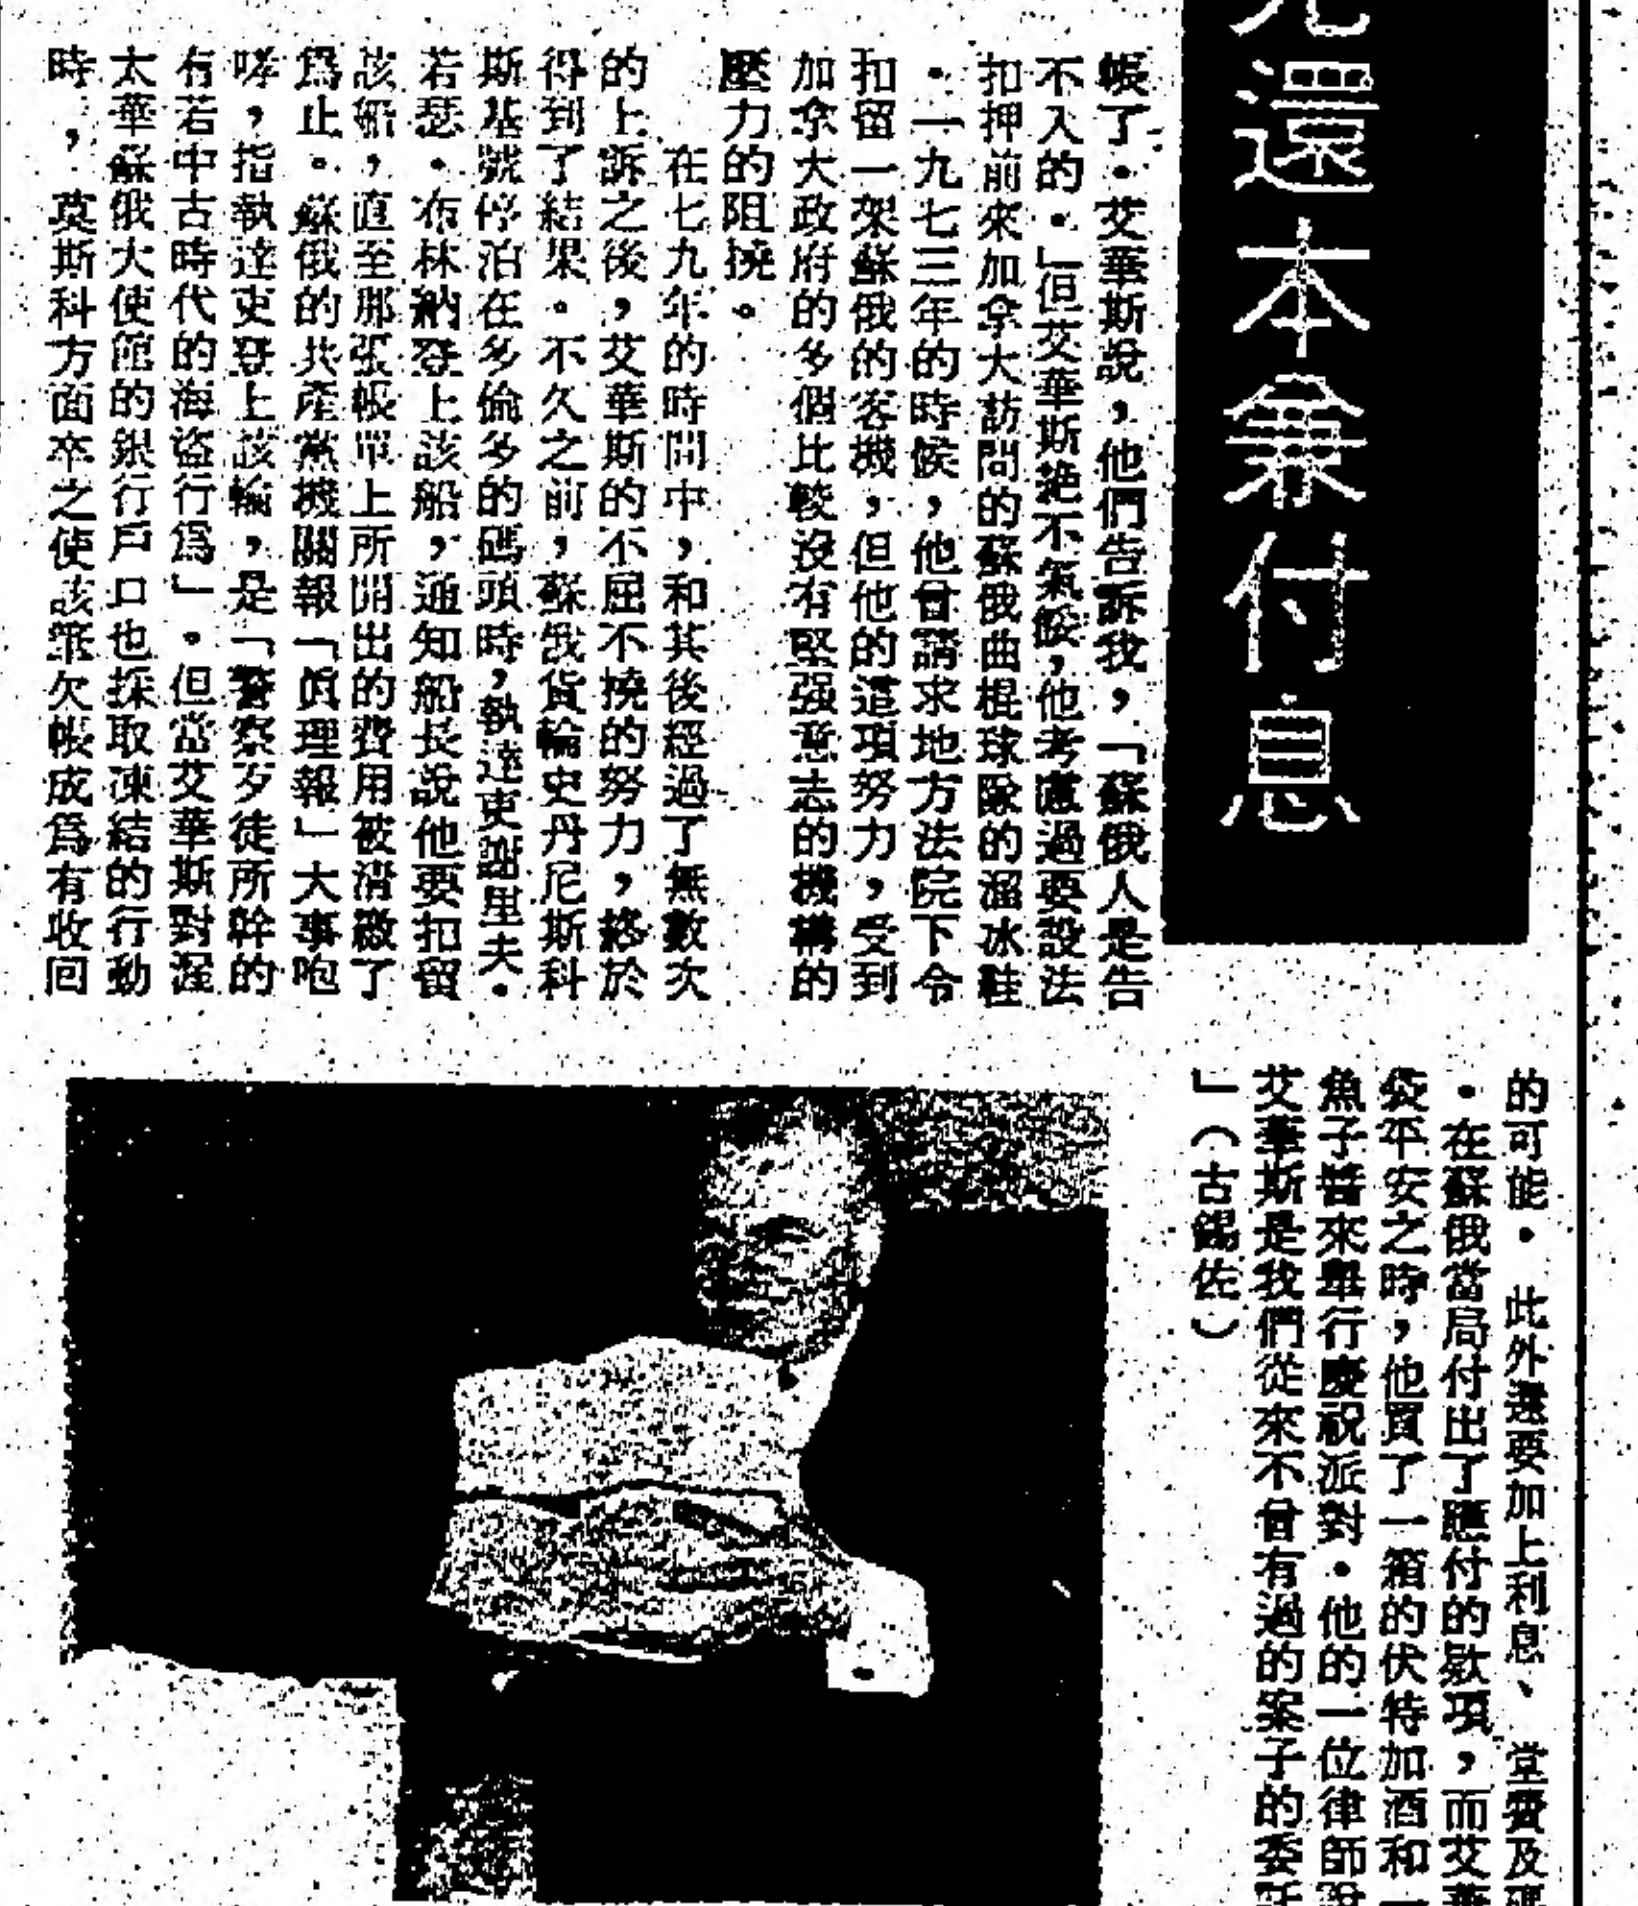 元還本兼付息
帳了。艾華斯說，他們告訴我，「蘇俄人是告
不入的。」但艾華斯絶不氣餒，他考慮過要設法
扣押前來加拿大訪問的蘇俄曲棍球隊的溜冰鞋
。一九七三年的時候，他曾請求地方法院下令
扣留一架蘇俄的客機，但他的這項努力，受到
加拿大政府的多個比較沒有堅强意志的機構的
壓力的阻撓。
在七九年的時間中，和其後經過了無數次
的上訴之後，艾華斯的不屈不撓的努力，終於
得到了結果。不久之前，蘇俄貨輪史丹尼斯科
斯基號停泊在多倫多的碼頭時，執達吏謝里夫。
若瑟。布林納登上該船，通知船長說他要扣留
該船，直至那張帳單上所開出的費用被清繳了
爲止。蘇俄的共產黨機關報「眞理報」大事咆
哮，指執達吏登上該輪，是「警察歹徒所幹的
有若中古時代的海盜行爲」。但當艾華斯對渥
太華蘇俄大使館的銀行戶口也採取凍結的行動
時，莫斯科方面卒之使該筆欠帳成爲有收回
的可能。此外還要加上利息、堂費及碼
。在蘇俄當局付出了應付的欵項，而艾華
袋平安之時，他買了一箱的伏特加酒和一
魚子醬來舉行慶祝派對。他的一位律師說
艾華斯是我們從來不曾有過的案子的委託
」（古錫佐）